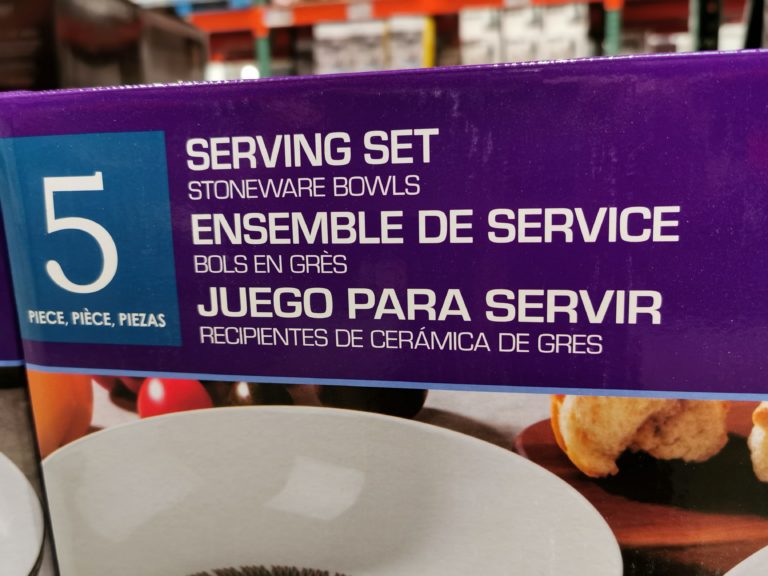 5
PIECE, PIÈCE, PIEZAS
SERVING SET
STONEWARE BOWLS
ENSEMBLE DE SERVICE
BOLS EN GRÈS
JUEGO PARA SERVIR
RECIPIENTES DE CERÁMICA DE GRES